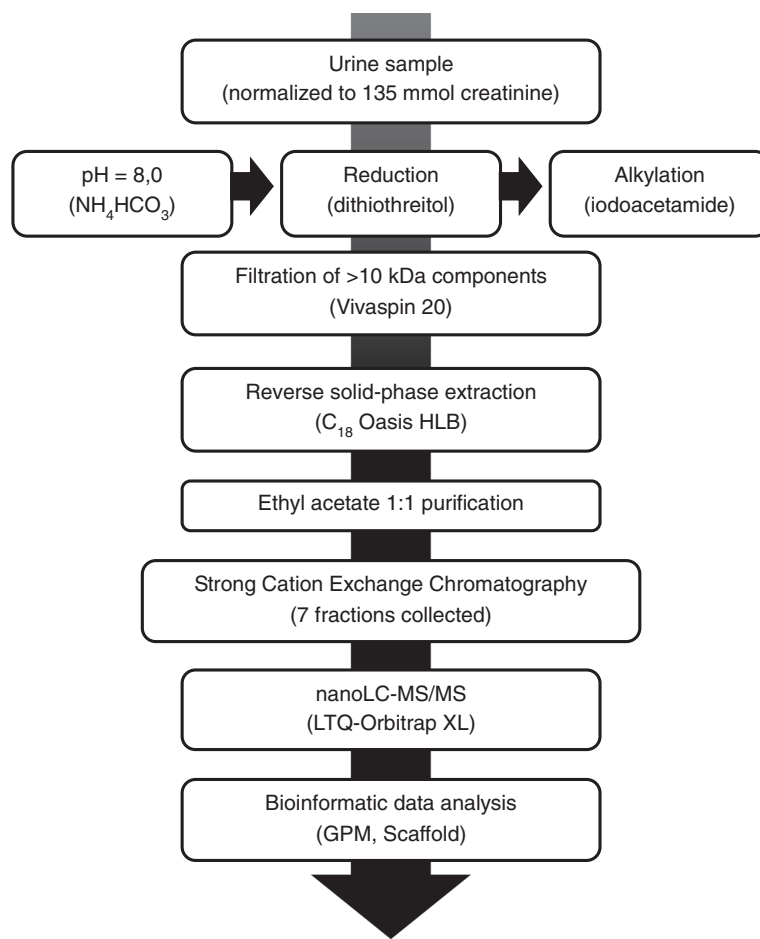 Urine sample
(normalized to 135 mmol creatinine)
pH = 8,0
(NH₄HCO₃)
Reduction
(dithiothreitol)
Alkylation
(iodoacetamide)
Filtration of >10 kDa components
(Vivaspin 20)
Reverse solid-phase extraction
(C₁₈ Oasis HLB)
Ethyl acetate 1:1 purification
Strong Cation Exchange Chromatography
(7 fractions collected)
nanoLC-MS/MS
(LTQ-Orbitrap XL)
Bioinformatic data analysis
(GPM, Scaffold)